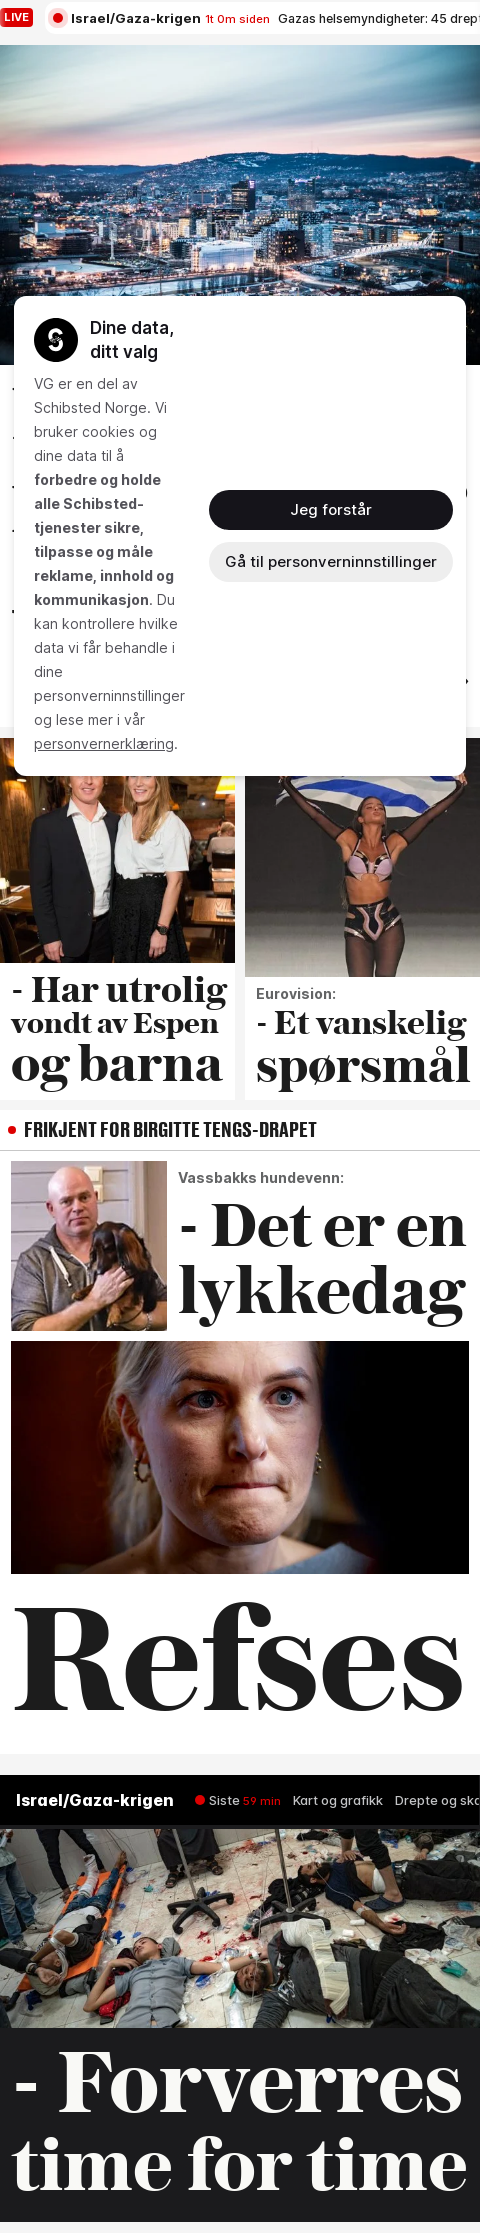 LIVE
Israel/Gaza-krigen 1t 0m siden Gazas helsemyndigheter: 45
Dine data,
ditt valg
VG er en del av
Schibsted Norge. Vi
bruker cookies og
dine data til å
forbedre og holde
alle Schibsted-
tjenester sikre,
tilpasse og måle
reklame, innhold og
kommunikasjon. Du
kan kontrollere hvilke
data vi får behandle i
dine
personverninnstillinger
og lese mer i vår
personvernerklæring.
Jeg forstår
Gå til personverninnstillinger
- Har utrolig
vondt av Espen
og barna
Eurovision:
- Et vanskelig
spørsmål
FRIKJENT FOR BIRGITTE TENGS-DRAPET
Vassbakks hundevenn:
- Det er en
lykkedag
Refses
Israel/Gaza-krigen Siste 59 min Kart og grafikk Drepte og
- Forverres
time for time